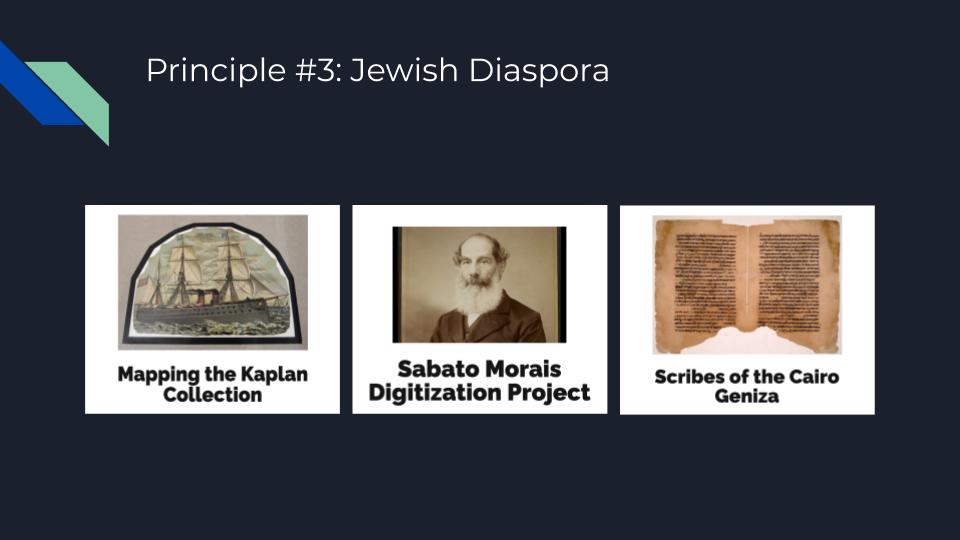 Principle #3: Jewish Diaspora
Mapping the Kaplan
Collection
Sabato Morais
Digitization Project
Scribes of the Cairo
Geniza